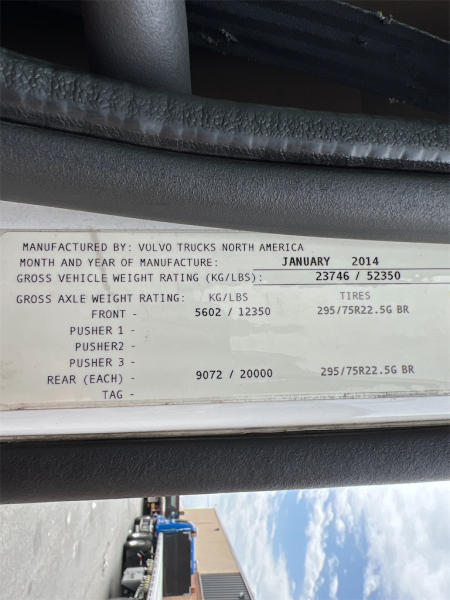 MANUFACTURED BY: VOLVO TRUCKS NORTH AMERICA
MONTH AND YEAR OF MANUFACTURE: JANUARY 2014
GROSS VEHICLE WEIGHT RATING (KG/LBS): 23746 / 52350
GROSS AXLE WEIGHT RATING: KG/LBS TIRES
FRONT - 5602 / 12350 295/75R22.5G BR
PUSHER 1 -
PUSHER2 -
PUSHER 3 -
REAR (EACH) - 9072 / 20000 295/75R22.5G BR
TAG -